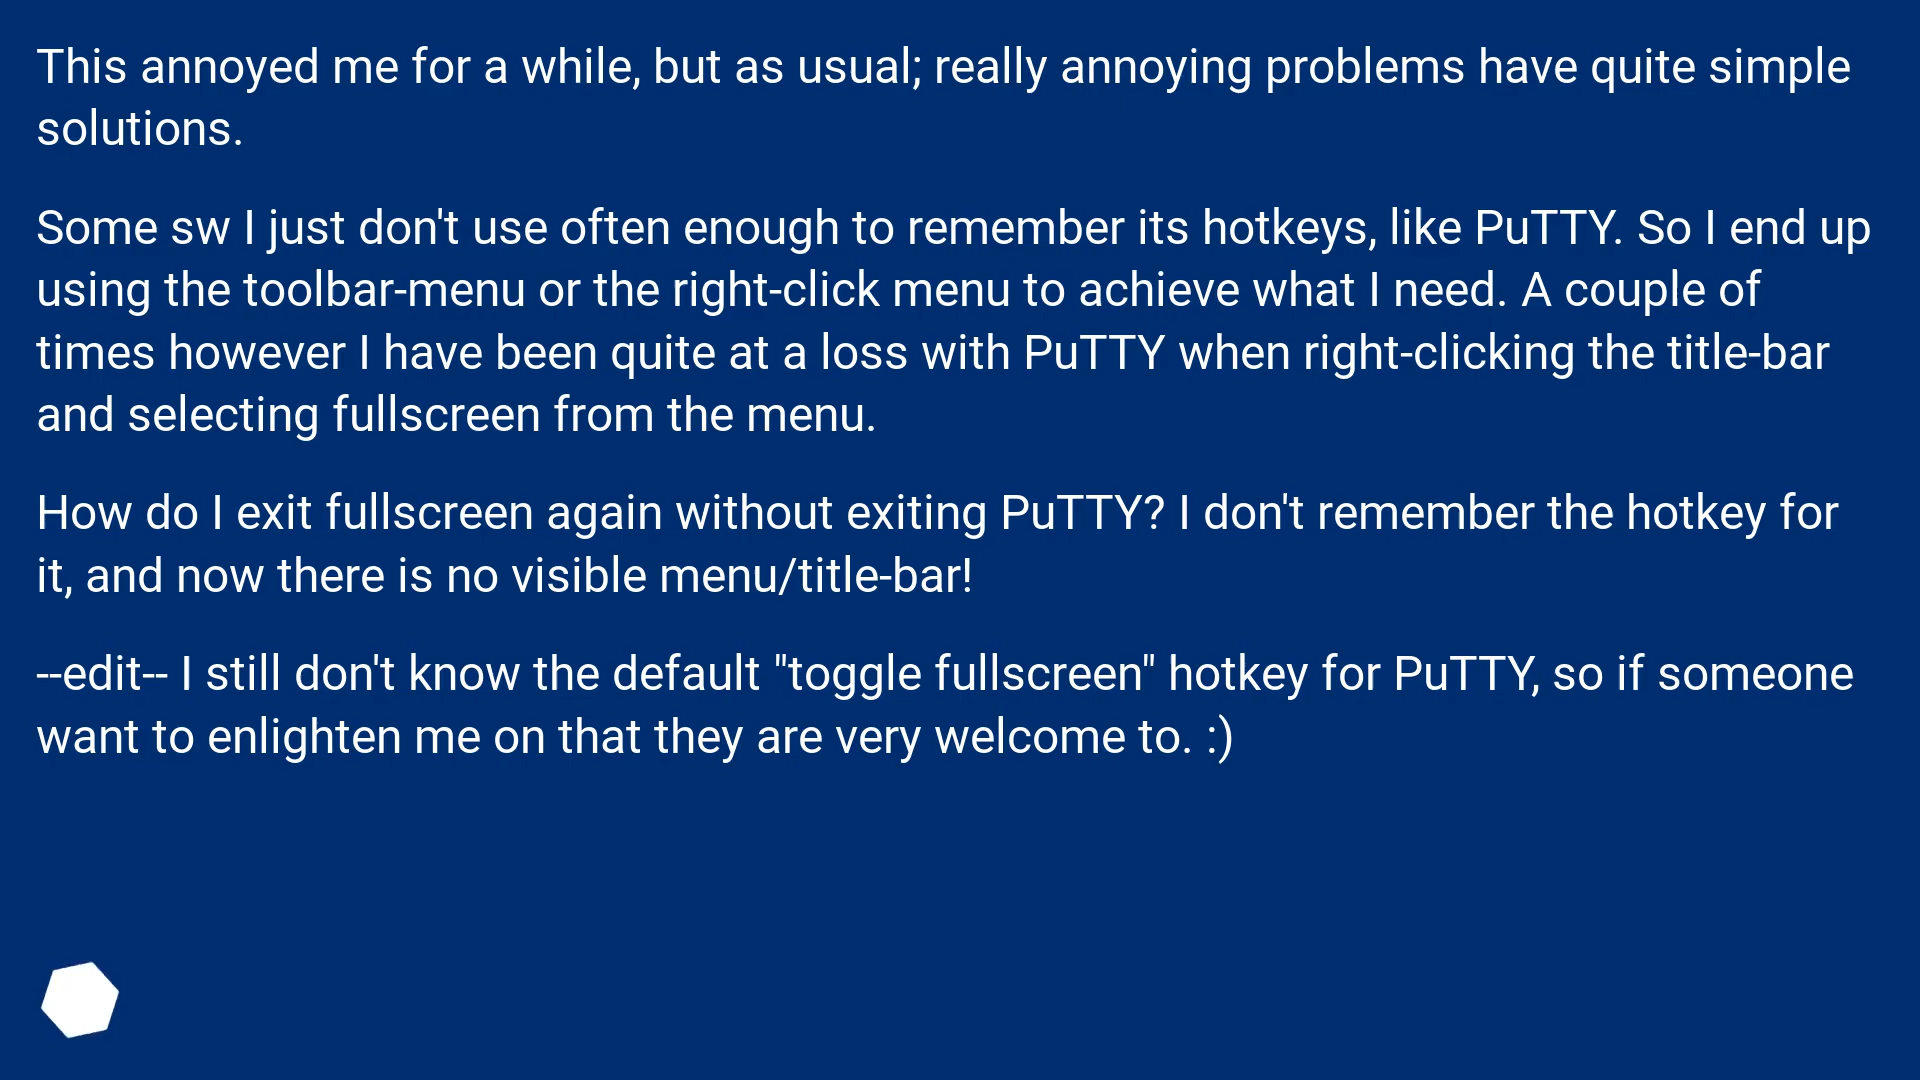 This annoyed me for a while, but as usual; really annoying problems have quite simple
solutions.
Some sw I just don't use often enough to remember its hotkeys, like PuTTY. So I end up
using the toolbar-menu or the right-click menu to achieve what I need. A couple of
times however I have been quite at a loss with PuTTY when right-clicking the title-bar
and selecting fullscreen from the menu.
How do I exit fullscreen again without exiting PuTTY? I don't remember the hotkey for
it, and now there is no visible menu/title-bar!
--edit-- I still don't know the default "toggle fullscreen" hotkey for PuTTY, so if someone
want to enlighten me on that they are very welcome to. :)